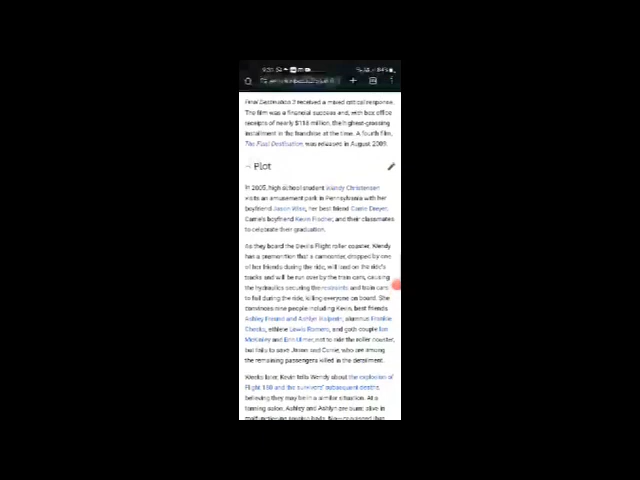 Final Destination 3 received a mixed critical response.
The film was a financial success and, with box office
receipts of nearly $118 million, the highest-grossing
installment in the franchise at the time. A fourth film,
The Final Destination, was released in August 2009.
Plot
In 2005, high school student Wendy Christensen
visits an amusement park in Pennsylvania with her
boyfriend Jason Wise, her best friend Carrie Dreyer,
Carrie's boyfriend Kevin Fischer, and their classmates
to celebrate their graduation.
As they board the Devil's Flight roller coaster, Wendy
has a premonition that a camcorder, dropped by one
of her friends during the ride, will land on the ride's
tracks and will be run over by the train cars, causing
the hydraulics securing the restraints and train cars
to fail during the ride, killing everyone on board. She
convinces nine people including Kevin, best friends
Ashley Freund and Ashlyn Halperin, alumnus Frankie
Cheeks, athlete Lewis Romero, and goth couple Ian
McKinley and Erin Ulmer, not to ride the roller coaster,
but fails to save Jason and Carrie, who are among
the remaining passengers killed in the derailment.
Weeks later, Kevin tells Wendy about the explosion of
Flight 180 and the survivors' subsequent deaths,
believing they may be in a similar situation. At a
tanning salon, Ashley and Ashlyn are burnt alive in
malfunctioning tanning beds. Now convinced that